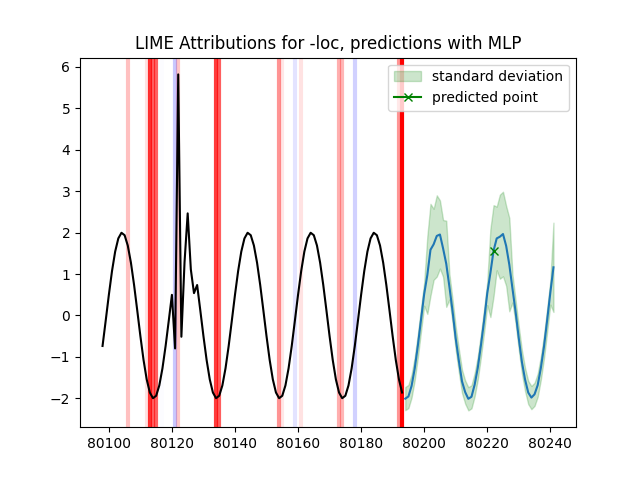 LIME Attributions for -loc, predictions with MLP
standard deviation
predicted point
6
5
4
3
2
1
0
−1
−2
80100 80120 80140 80160 80180 80200 80220 80240